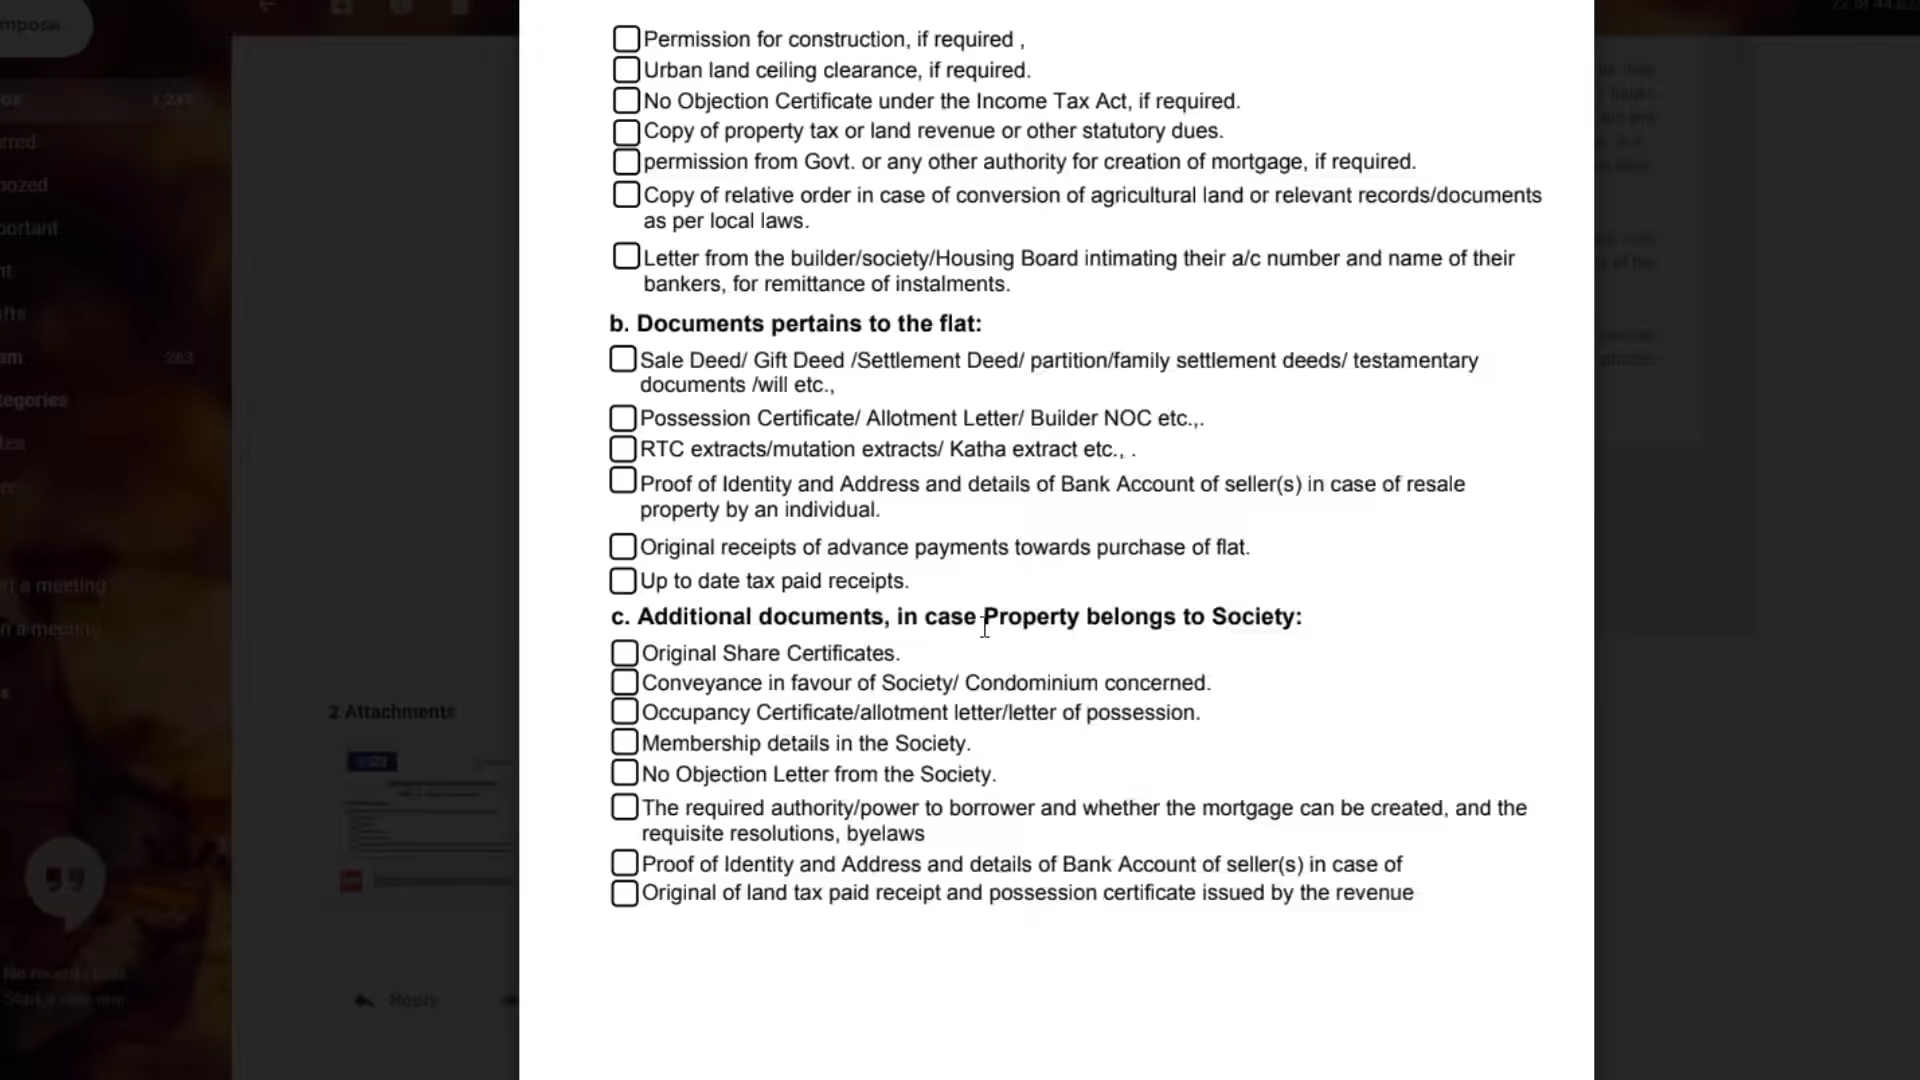 mpose
1,299
Permission for construction, if required ,
Urban land ceiling clearance, if required.
No Objection Certificate under the Income Tax Act, if required.
Copy of property tax or land revenue or other statutory dues.
permission from Govt. or any other authority for creation of mortgage, if required.
Copy of relative order in case of conversion of agricultural land or relevant records/documents
as per local laws.
Letter from the builder/society/Housing Board intimating their a/c number and name of their
bankers, for remittance of instalments.
b. Documents pertains to the flat:
Sale Deed/ Gift Deed /Settlement Deed/ partition/family settlement deeds/ testamentary
documents /will etc.,
Possession Certificate/ Allotment Letter/ Builder NOC etc.,.
RTC extracts/mutation extracts/ Katha extract etc., .
Proof of Identity and Address and details of Bank Account of seller(s) in case of resale
property by an individual.
Original receipts of advance payments towards purchase of flat.
Up to date tax paid receipts.
c. Additional documents, in case Property belongs to Society:
Original Share Certificates.
Conveyance in favour of Society/ Condominium concerned.
Occupancy Certificate/allotment letter/letter of possession.
Membership details in the Society.
No Objection Letter from the Society.
The required authority/power to borrower and whether the mortgage can be created, and the
requisite resolutions, byelaws
Proof of Identity and Address and details of Bank Account of seller(s) in case of
Original of land tax paid receipt and possession certificate issued by the revenue
portant
263
tegories
2 Attachments
Reply